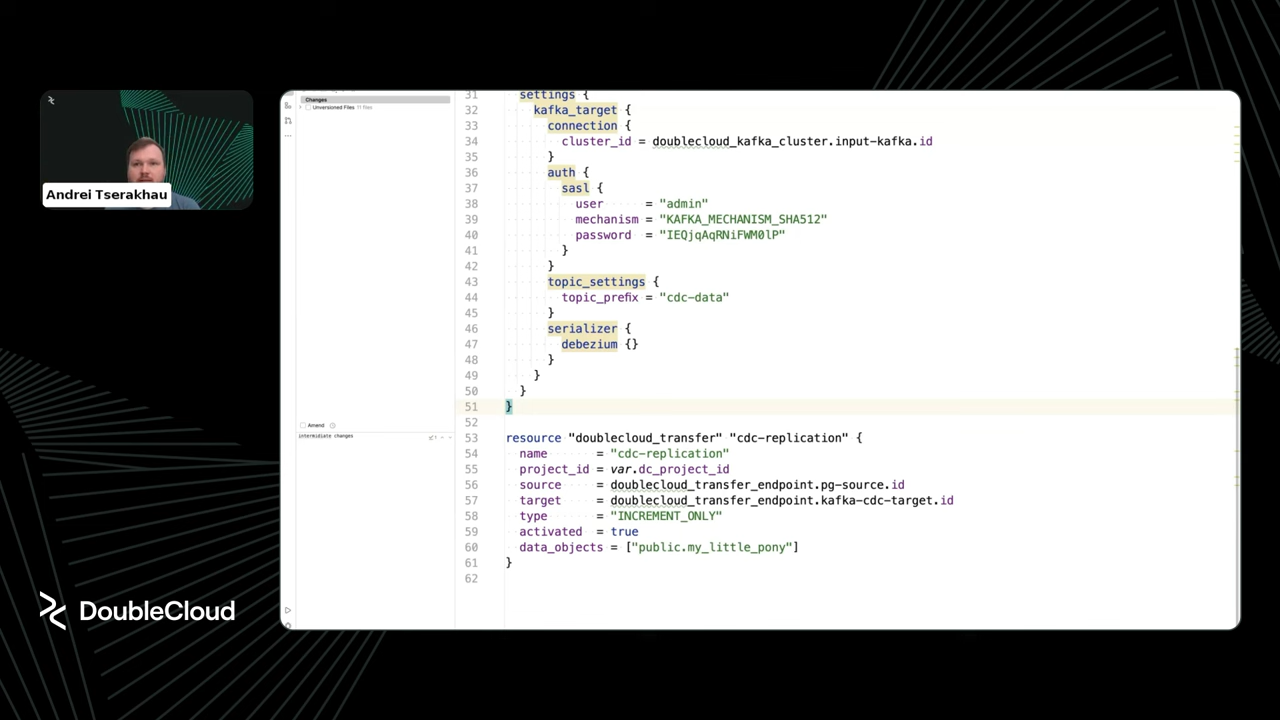 Andrei Tserakhau
DoubleCloud
Changes
Unversioned Files 11 files
Amend
intermidiate changes
31 settings {
32 kafka_target {
33 connection {
34 cluster_id = doublecloud_kafka_cluster.input-kafka.id
35 }
36 auth {
37 sasl {
38 user = "admin"
39 mechanism = "KAFKA_MECHANISM_SHA512"
40 password = "IEQjqAqRNiFWM0lP"
41 }
42 }
43 topic_settings {
44 topic_prefix = "cdc-data"
45 }
46 serializer {
47 debezium {}
48 }
49 }
50 }
51 }
52
53 resource "doublecloud_transfer" "cdc-replication" {
54 name = "cdc-replication"
55 project_id = var.dc_project_id
56 source = doublecloud_transfer_endpoint.pg-source.id
57 target = doublecloud_transfer_endpoint.kafka-cdc-target.id
58 type = "INCREMENT_ONLY"
59 activated = true
60 data_objects = ["public.my_little_pony"]
61 }
62